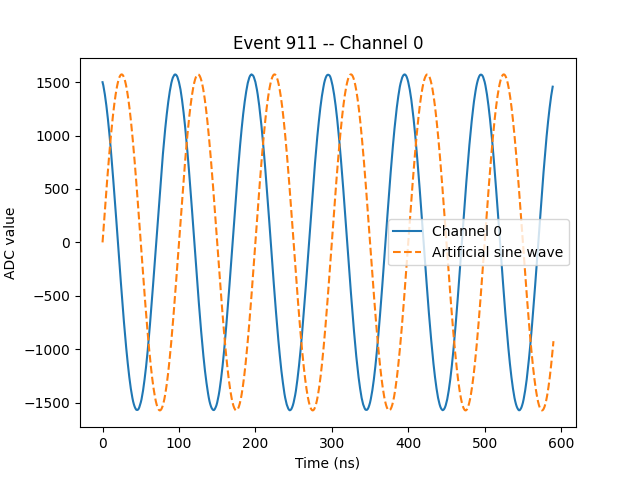 Event 911 -- Channel 0
ADC value
1500
1000
500
0
−500
−1000
−1500
Channel 0
Artificial sine wave
0 100 200 300 400 500 600
Time (ns)